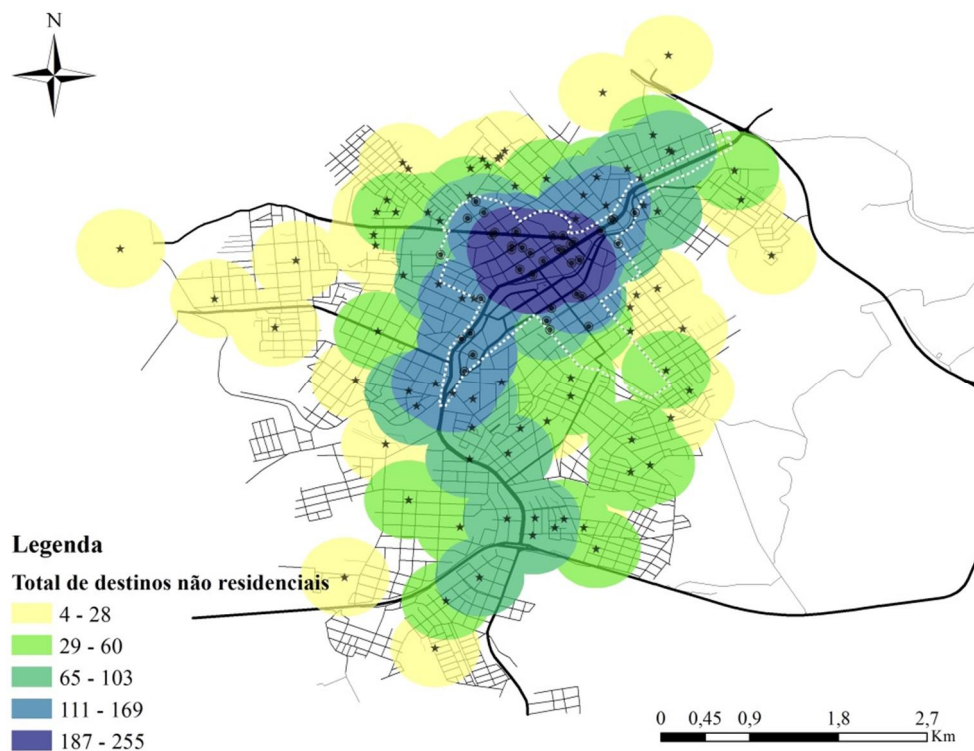 N
Legenda
Total de destinos não residenciais
4 - 28
29 - 60
65 - 103
111 - 169
187 - 255
0 0,45 0,9 1,8 2,7
Km